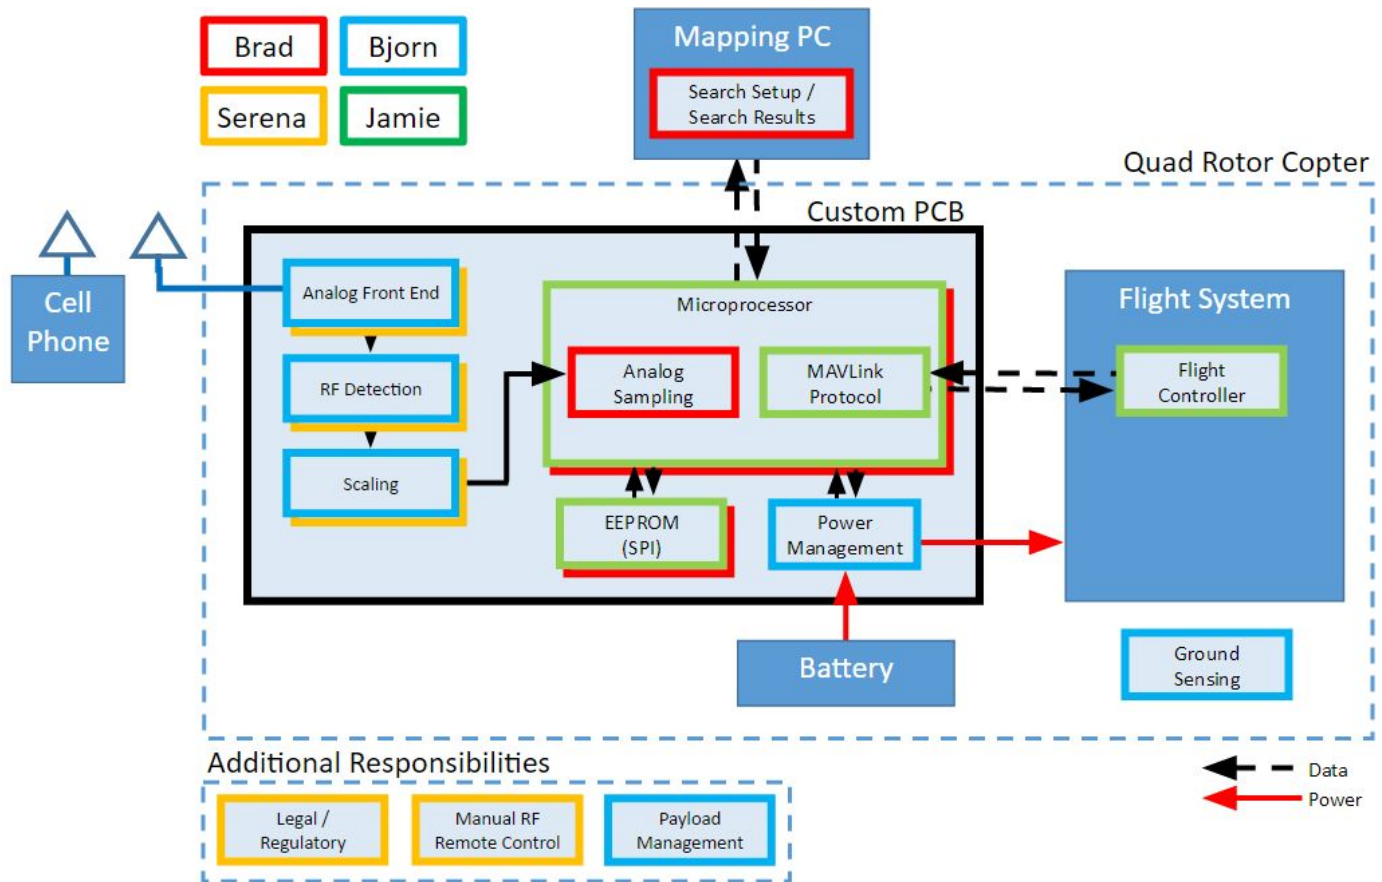 Brad
Bjorn
Serena
Jamie
Mapping PC
Search Setup /
Search Results
Quad Rotor Copter
Custom PCB
Cell
Phone
Analog Front End
RF Detection
Scaling
Microprocessor
Analog
Sampling
MAVLink
Protocol
EEPROM
(SPI)
Power
Management
Flight System
Flight
Controller
Battery
Ground
Sensing
Additional Responsibilities
Legal /
Regulatory
Manual RF
Remote Control
Payload
Management
Data
Power